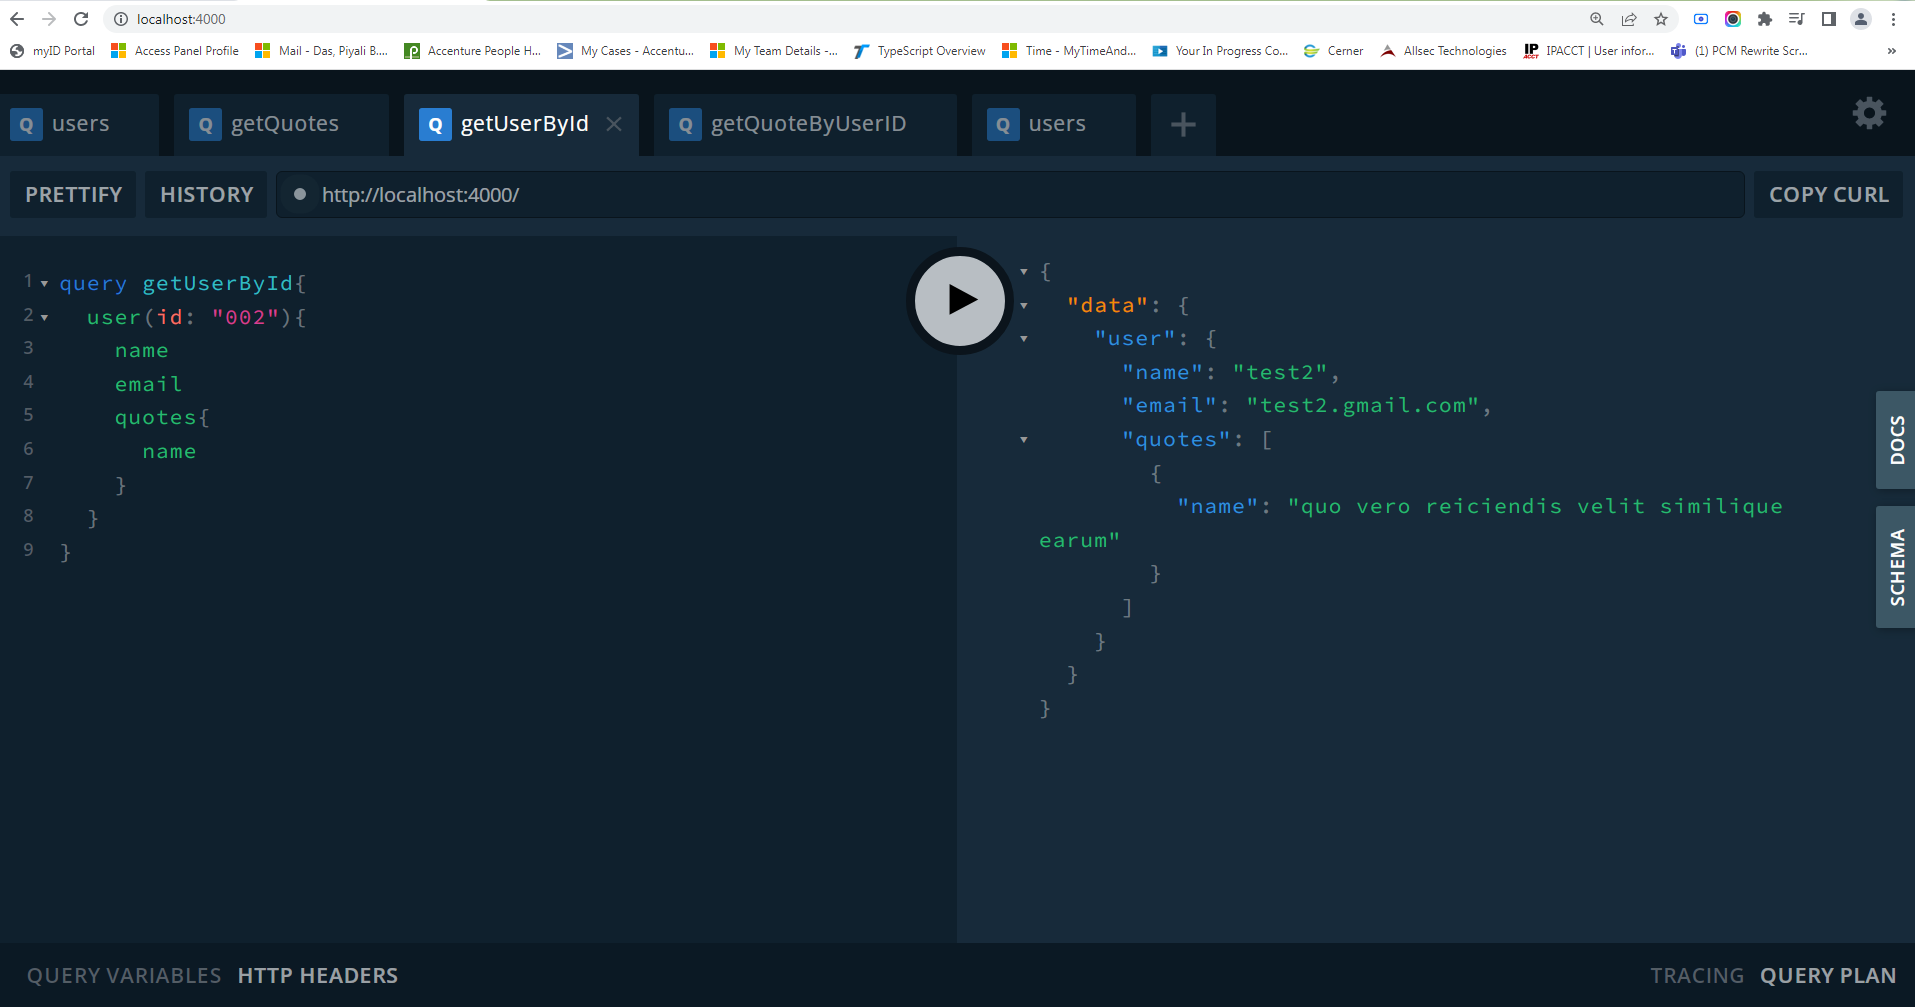 localhost:4000
myID Portal Access Panel Profile Mail - Das, Piyali B.... Accenture People H... My Cases - Accentu... My Team Details -... TypeScript Overview Time - MyTimeAnd... Your In Progress Co... Cerner Allsec Technologies IPACCT | User infor... (1) PCM Rewrite Scr... »
Q users Q getQuotes Q getUserById Q getQuoteByUserID Q users
PRETTIFY HISTORY http://localhost:4000/ COPY CURL
1 query getUserById{
2 user(id: "002"){
3 name
4 email
5 quotes{
6 name
7 }
8 }
9 }
{
"data": {
"user": {
"name": "test2",
"email": "test2.gmail.com",
"quotes": [
{
"name": "quo vero reiciendis velit similique
earum"
}
]
}
}
}
DOCS
SCHEMA
QUERY VARIABLES HTTP HEADERS TRACING QUERY PLAN